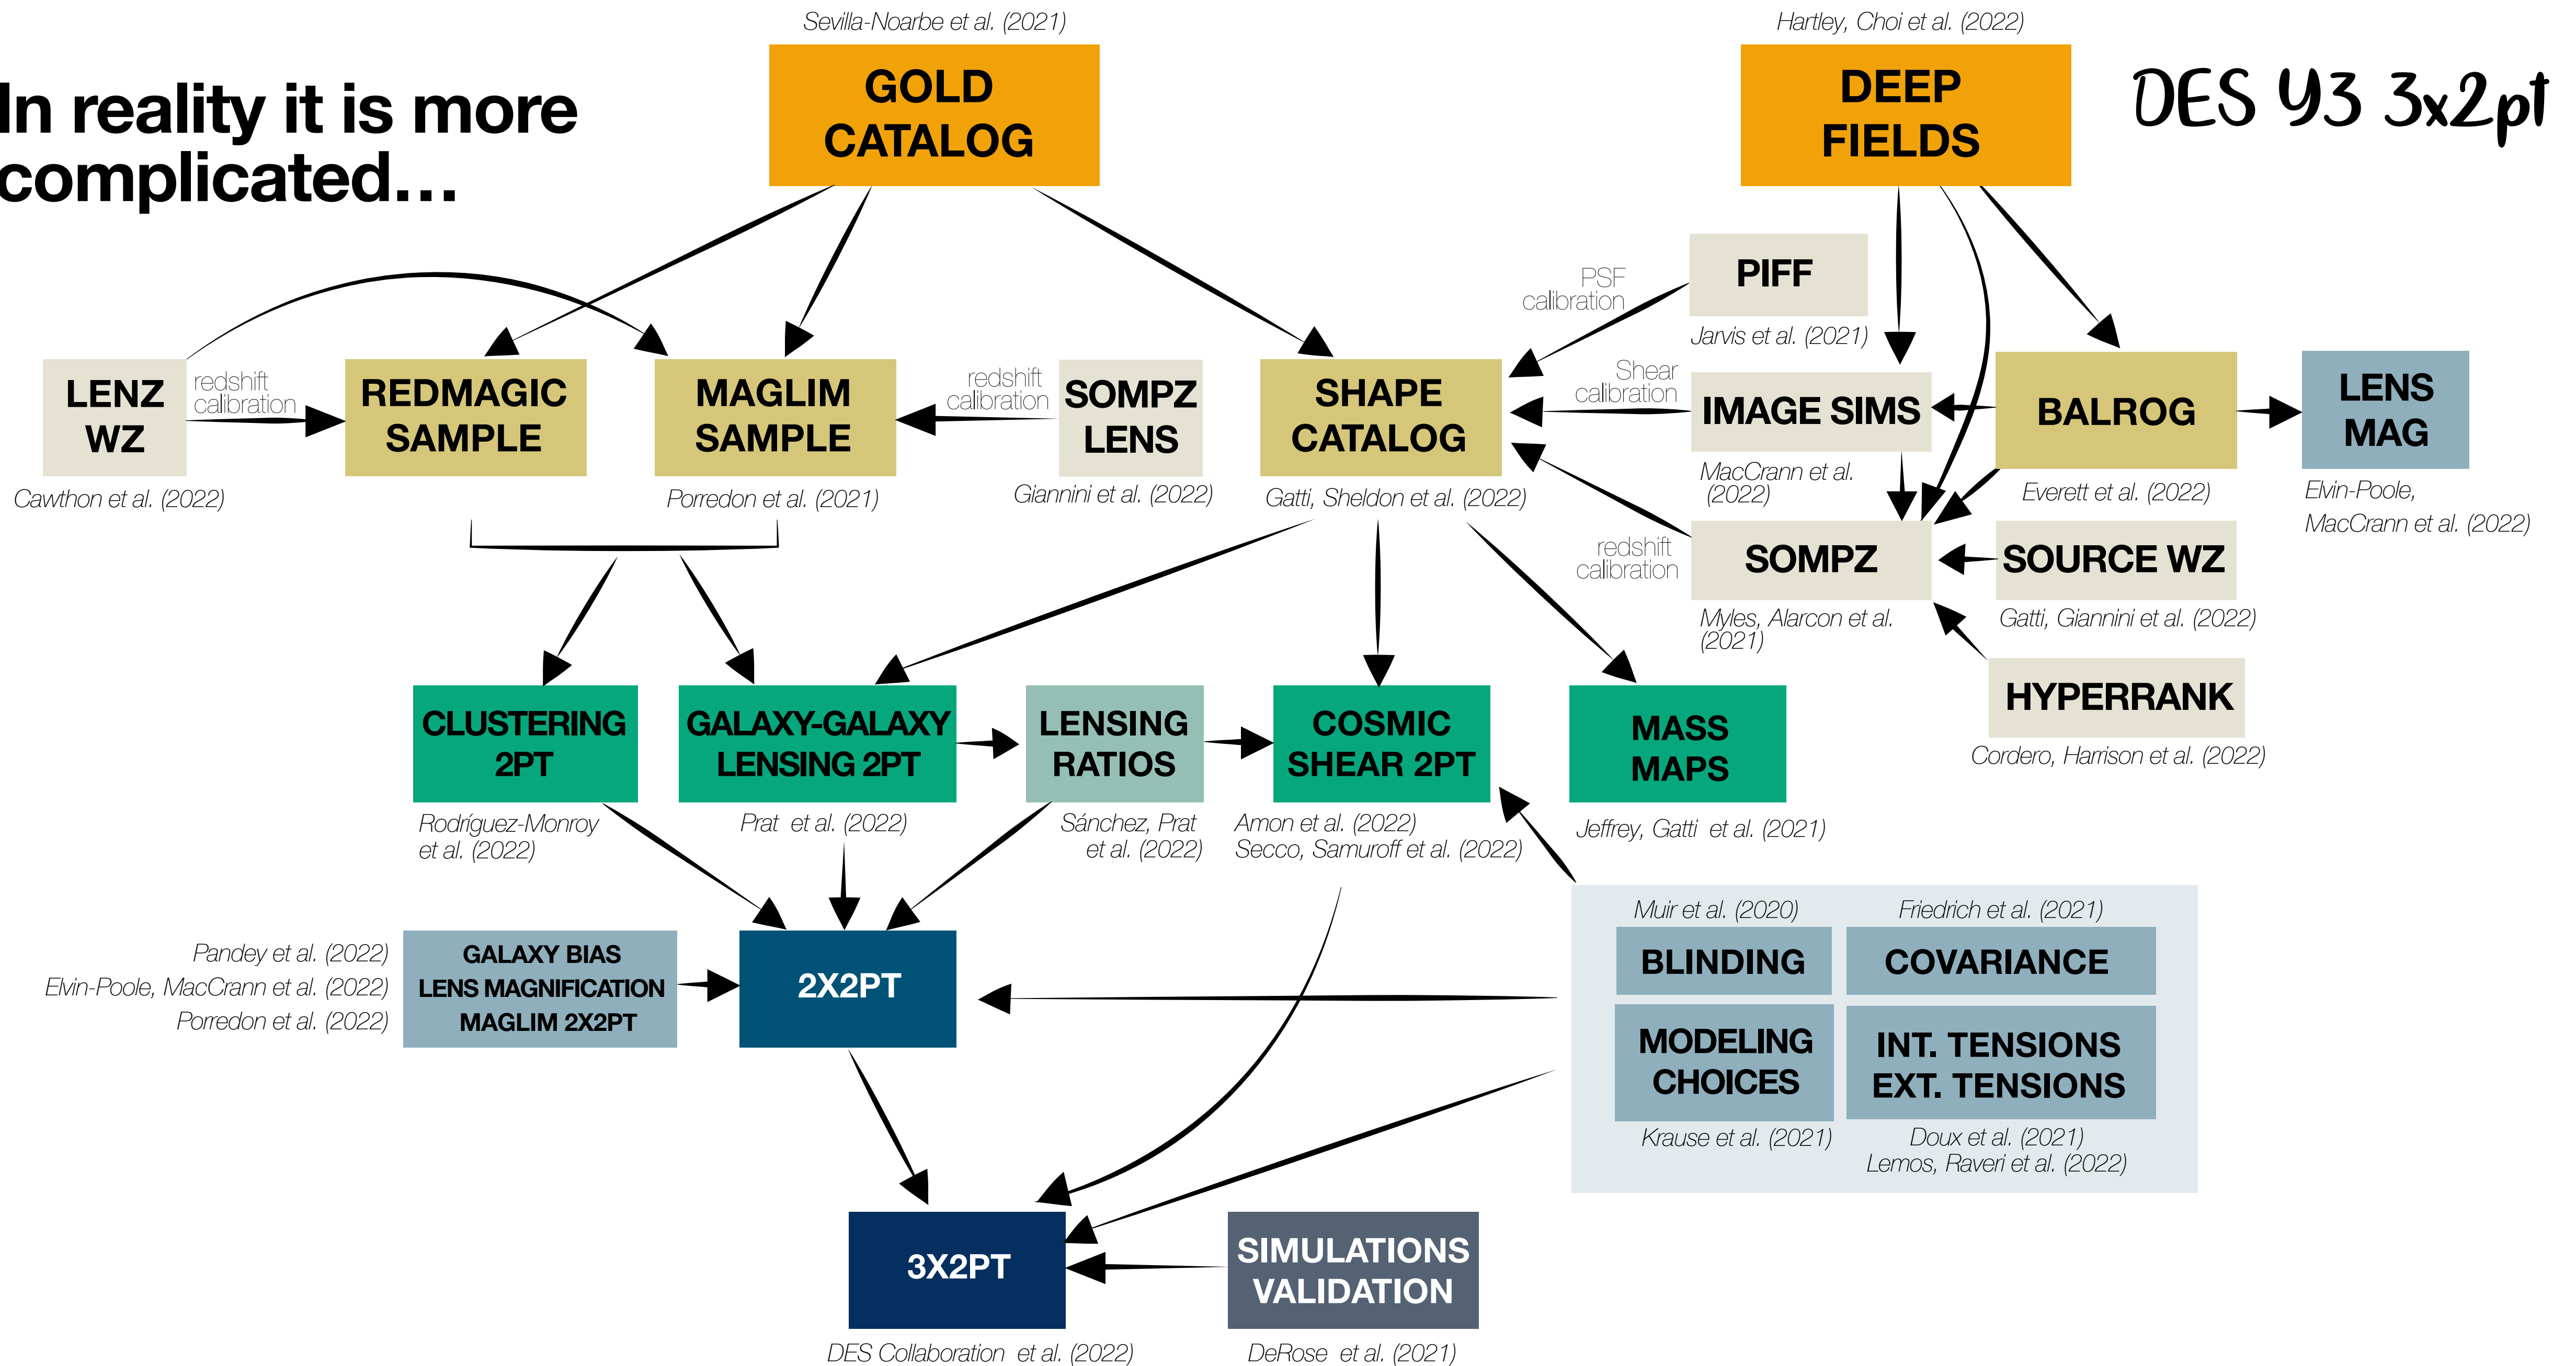 In reality it is more
complicated…
Sevilla-Noarbe et al. (2021)
GOLD
CATALOG
Hartley, Choi et al. (2022)
DEEP
FIELDS
DES Y3 3x2pt
LENZ
WZ
Cawthon et al. (2022)
redshift
calibration
REDMAGIC
SAMPLE
MAGLIM
SAMPLE
Porredon et al. (2021)
redshift
calibration
SOMPZ
LENS
Giannini et al. (2022)
SHAPE
CATALOG
Gatti, Sheldon et al. (2022)
PSF
calibration
PIFF
Jarvis et al. (2021)
Shear
calibration
IMAGE SIMS
MacCrann et al.
(2022)
BALROG
Everett et al. (2022)
LENS
MAG
Elvin-Poole,
MacCrann et al. (2022)
redshift
calibration
SOMPZ
Myles, Alarcon et al.
(2021)
SOURCE WZ
Gatti, Giannini et al. (2022)
HYPERRANK
Cordero, Harrison et al. (2022)
CLUSTERING
2PT
Rodríguez-Monroy
et al. (2022)
GALAXY-GALAXY
LENSING 2PT
Prat et al. (2022)
LENSING
RATIOS
Sánchez, Prat
et al. (2022)
COSMIC
SHEAR 2PT
Amon et al. (2022)
Secco, Samuroff et al. (2022)
MASS
MAPS
Jeffrey, Gatti et al. (2021)
Pandey et al. (2022)
Elvin-Poole, MacCrann et al. (2022)
Porredon et al. (2022)
GALAXY BIAS
LENS MAGNIFICATION
MAGLIM 2X2PT
2X2PT
Muir et al. (2020)
BLINDING
Friedrich et al. (2021)
COVARIANCE
MODELING
CHOICES
Krause et al. (2021)
INT. TENSIONS
EXT. TENSIONS
Doux et al. (2021)
Lemos, Raveri et al. (2022)
3X2PT
DES Collaboration et al. (2022)
SIMULATIONS
VALIDATION
DeRose et al. (2021)